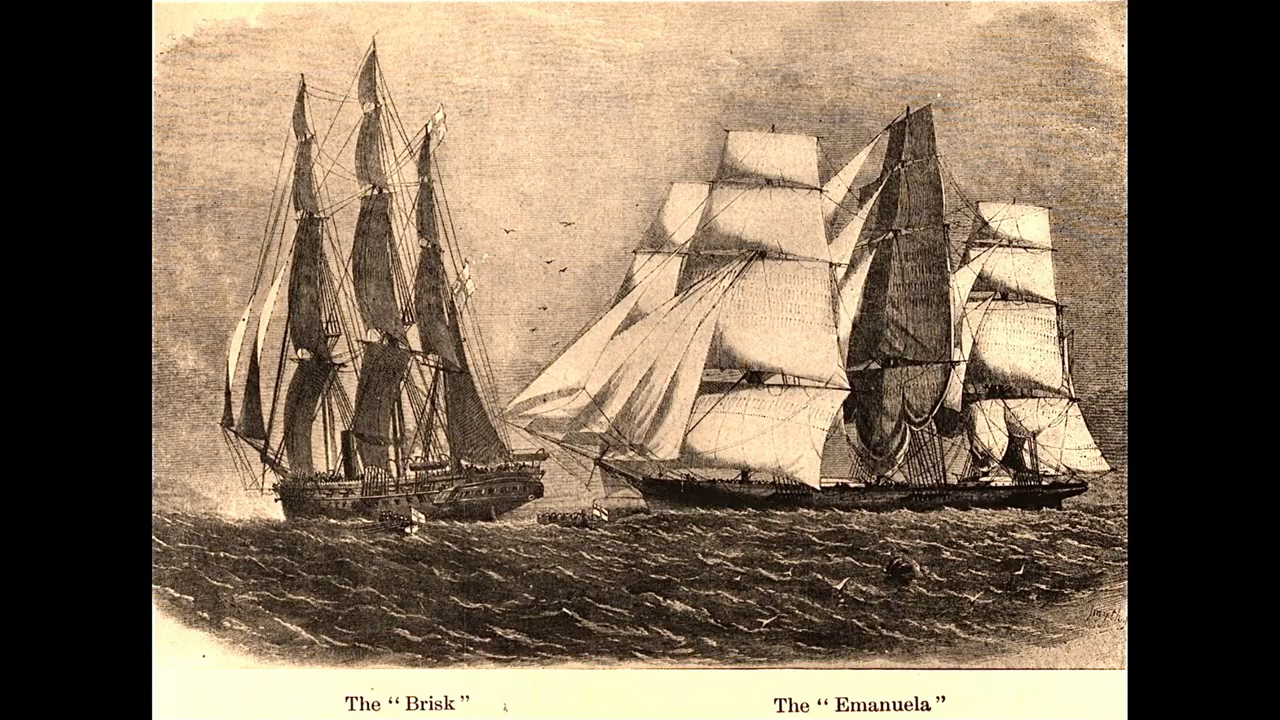 The “Brisk”
The “Emanuela”